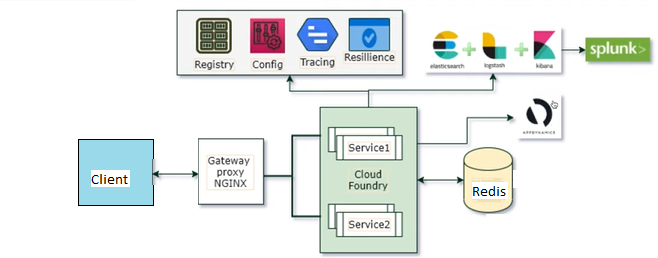 Registry
Config
Tracing
Resillience
elasticsearch
logstash
kibana
splunk>
APPDYNAMICS
Client
Gateway
proxy
NGINX
Service1
Cloud
Foundry
Service2
Redis